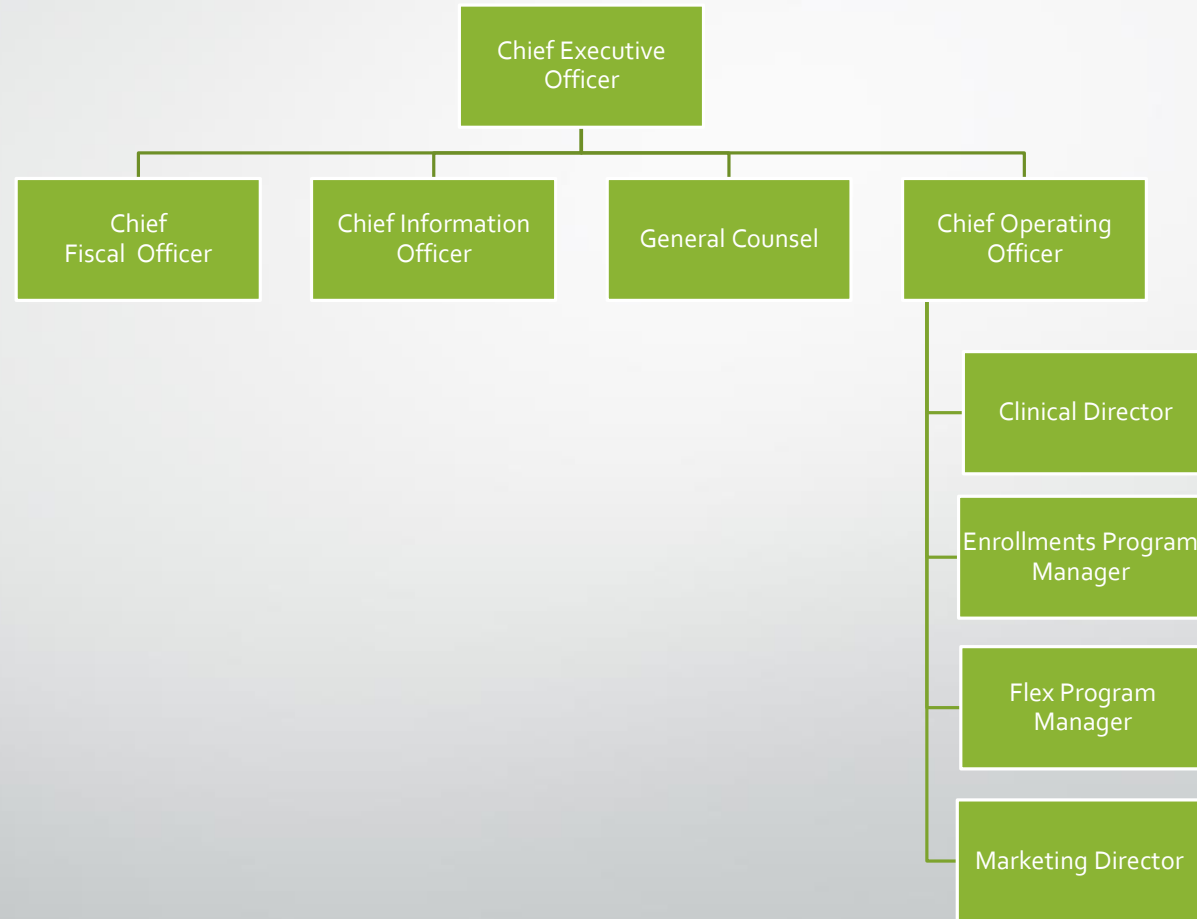 Chief Executive
Officer
Chief
Fiscal  Officer
Chief Information
Officer
General Counsel
Chief Operating
Officer
Clinical Director
Enrollments Program
Manager
Flex Program
Manager
Marketing Director